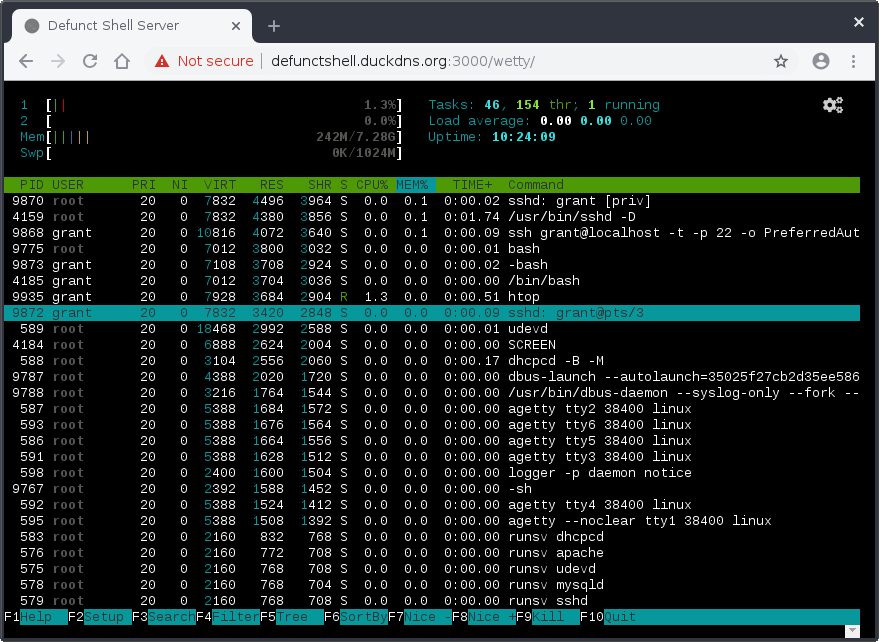 Defunct Shell Server
Not secure | defunctshell.duckdns.org:3000/wetty/
1 [|| 1.3%] Tasks: 46, 154 thr; 1 running
2 [ 0.0%] Load average: 0.00 0.00 0.00
Mem[||||| 242M/7.28G] Uptime: 10:24:09
Swp[ 0K/1024M]
PID USER PRI NI VIRT RES SHR S CPU% MEM% TIME+ Command
9870 root 20 0 7832 4496 3964 S 0.0 0.1 0:00.02 sshd: grant [priv]
4159 root 20 0 7832 4380 3856 S 0.0 0.1 0:01.74 /usr/bin/sshd -D
9868 grant 20 0 10816 4072 3640 S 0.0 0.1 0:00.09 ssh grant@localhost -t -p 22 -o PreferredAut
9775 root 20 0 7012 3800 3032 S 0.0 0.0 0:00.01 bash
9873 grant 20 0 7108 3708 2924 S 0.0 0.0 0:00.02 -bash
4185 grant 20 0 7012 3704 3036 S 0.0 0.0 0:00.00 /bin/bash
9935 grant 20 0 7928 3684 2904 R 1.3 0.0 0:00.51 htop
9872 grant 20 0 7832 3420 2848 S 0.0 0.0 0:00.09 sshd: grant@pts/3
589 root 20 0 18468 2992 2588 S 0.0 0.0 0:00.01 udevd
4184 root 20 0 6888 2624 2004 S 0.0 0.0 0:00.00 SCREEN
588 root 20 0 3104 2556 2060 S 0.0 0.0 0:00.17 dhcpcd -B -M
9787 root 20 0 4388 2020 1720 S 0.0 0.0 0:00.00 dbus-launch --autolaunch=35025f27cb2d35ee586
9788 root 20 0 3216 1764 1544 S 0.0 0.0 0:00.00 /usr/bin/dbus-daemon --syslog-only --fork --
587 root 20 0 5388 1684 1572 S 0.0 0.0 0:00.00 agetty tty2 38400 linux
593 root 20 0 5388 1676 1564 S 0.0 0.0 0:00.00 agetty tty6 38400 linux
586 root 20 0 5388 1664 1556 S 0.0 0.0 0:00.00 agetty tty5 38400 linux
591 root 20 0 5388 1628 1512 S 0.0 0.0 0:00.00 agetty tty3 38400 linux
598 root 20 0 2400 1600 1504 S 0.0 0.0 0:00.00 logger -p daemon notice
9767 root 20 0 2392 1588 1452 S 0.0 0.0 0:00.00 -sh
592 root 20 0 5388 1524 1412 S 0.0 0.0 0:00.00 agetty tty4 38400 linux
595 root 20 0 5388 1508 1392 S 0.0 0.0 0:00.00 agetty --noclear tty1 38400 linux
583 root 20 0 2160 832 768 S 0.0 0.0 0:00.00 runsv dhcpcd
576 root 20 0 2160 772 708 S 0.0 0.0 0:00.00 runsv apache
575 root 20 0 2160 768 708 S 0.0 0.0 0:00.00 runsv udevd
578 root 20 0 2160 768 704 S 0.0 0.0 0:00.00 runsv mysqld
579 root 20 0 2160 768 708 S 0.0 0.0 0:00.00 runsv sshd
F1Help F2Setup F3SearchF4FilterF5Tree F6SortByF7Nice -F8Nice +F9Kill F10Quit